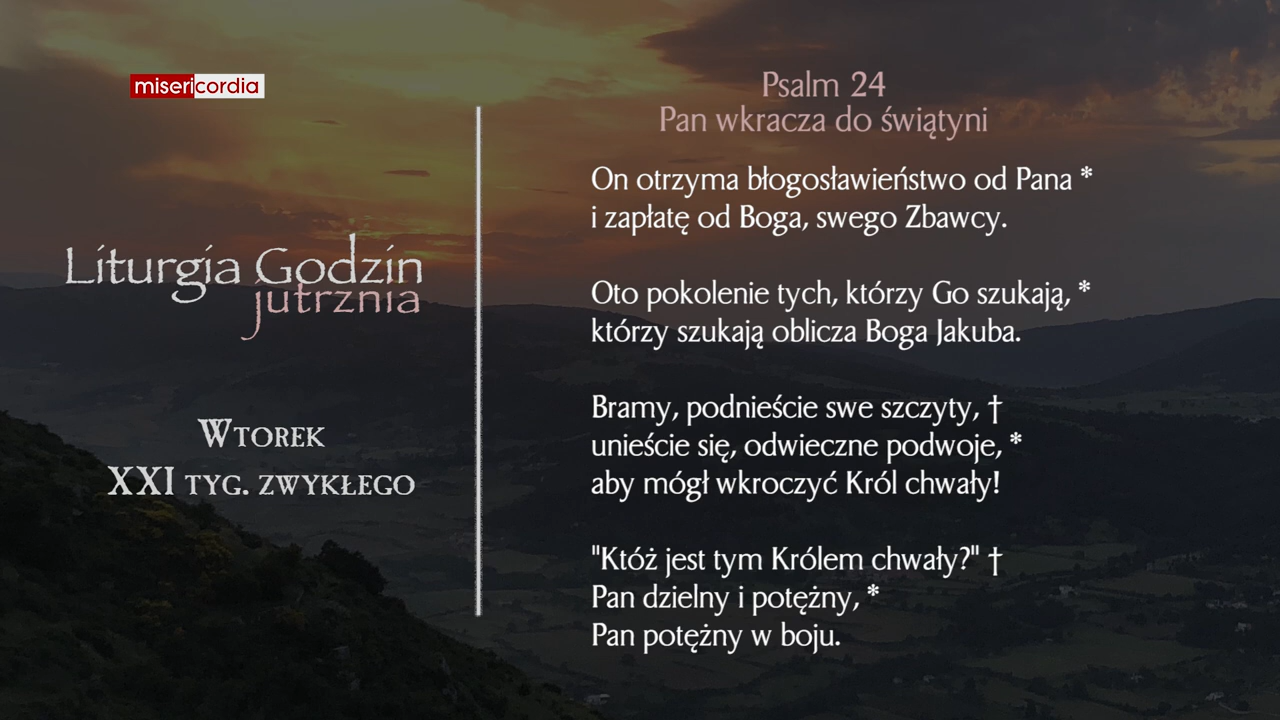 misericordia
Liturgia Godzin
jutrznia
Wtorek
XXI tyg. zwykłego
Psalm 24
Pan wkracza do świątyni
On otrzyma błogosławieństwo od Pana *
i zapłatę od Boga, swego Zbawcy.
Oto pokolenie tych, którzy Go szukają, *
którzy szukają oblicza Boga Jakuba.
Bramy, podnieście swe szczyty, †
unieście się, odwieczne podwoje, *
aby mógł wkroczyć Król chwały!
"Któż jest tym Królem chwały?" †
Pan dzielny i potężny, *
Pan potężny w boju.